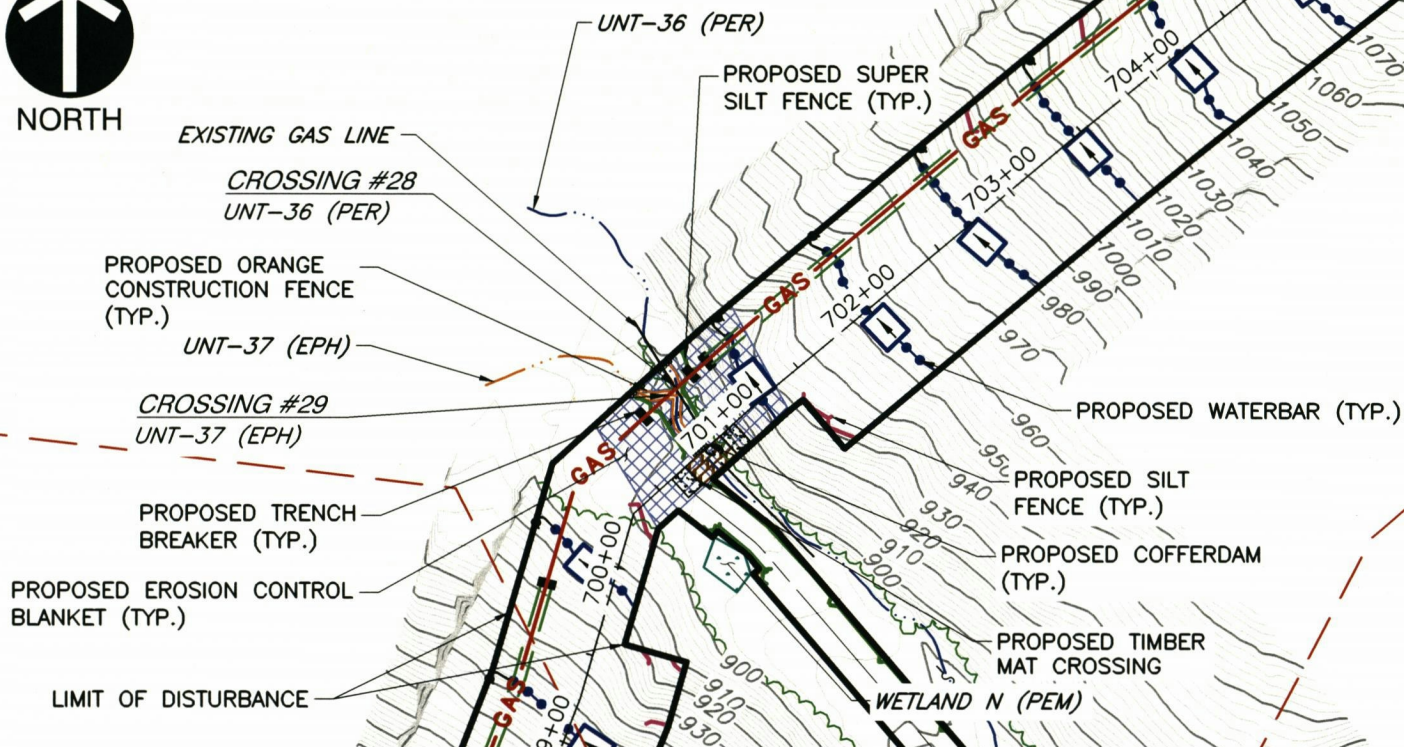 NORTH
UNT-36 (PER)
PROPOSED SUPER
SILT FENCE (TYP.)
EXISTING GAS LINE
CROSSING #28
UNT-36 (PER)
PROPOSED ORANGE
CONSTRUCTION FENCE
(TYP.)
UNT-37 (EPH)
CROSSING #29
UNT-37 (EPH)
PROPOSED TRENCH
BREAKER (TYP.)
PROPOSED EROSION CONTROL
BLANKET (TYP.)
LIMIT OF DISTURBANCE
PROPOSED WATERBAR (TYP.)
PROPOSED SILT
FENCE (TYP.)
PROPOSED COFFERDAM
(TYP.)
PROPOSED TIMBER
MAT CROSSING
WETLAND N (PEM)
GAS
GAS
GAS
GAS
704+00
703+00
702+00
701+00
700+00
9+00
1070
1060
1050
1040
1030
1020
1010
1000
990
980
970
960
950
940
930
920
910
900
900
910
920
930